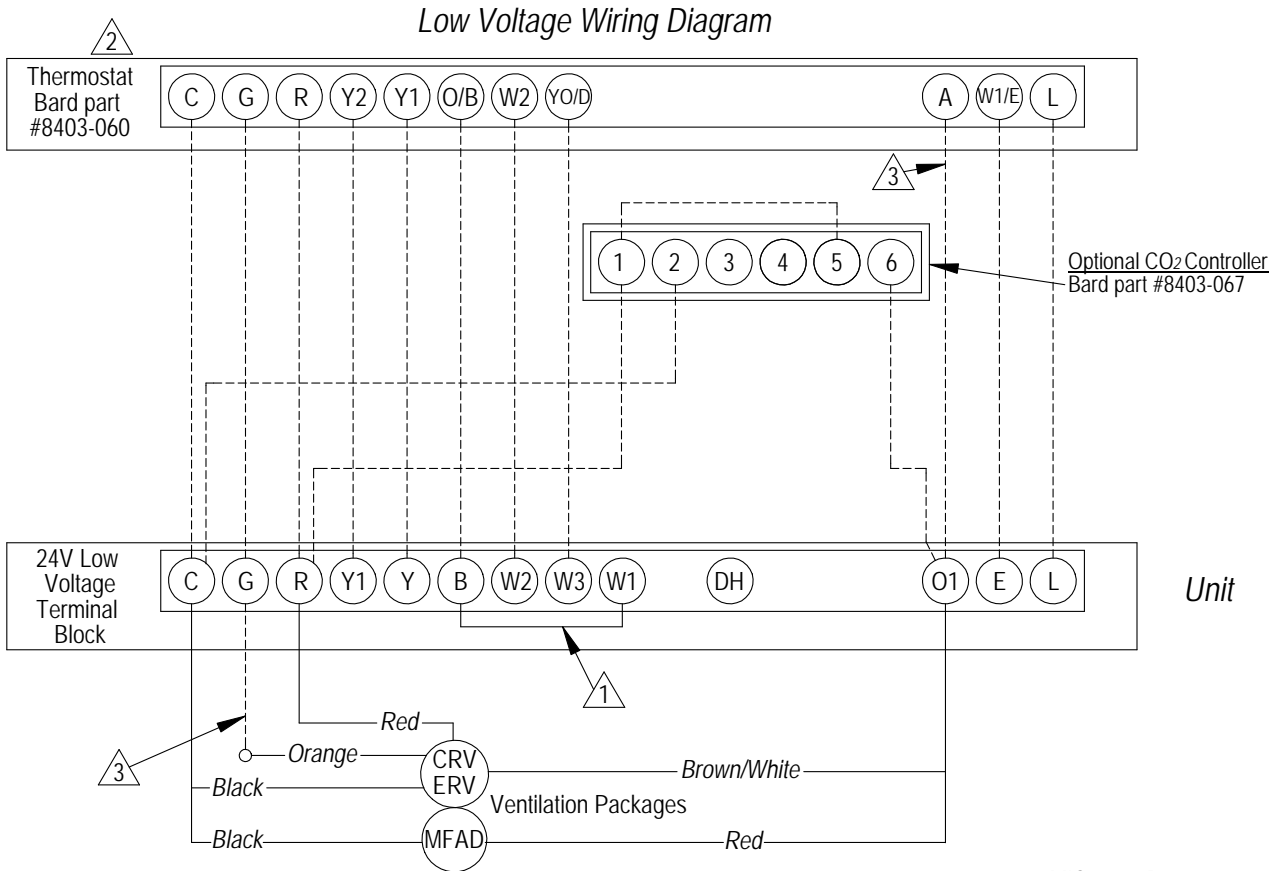 Low Voltage Wiring Diagram
2
Thermostat
Bard part
#8403-060
C G R Y2 Y1 O/B W2 YO/D A W1/E L
3
1 2 3 4 5 6
Optional CO2 Controller
Bard part #8403-067
24V Low
Voltage
Terminal
Block
C G R Y1 Y B W2 W3 W1 DH O1 E L
Unit
1
Red
3
Orange
CRV
ERV
Brown/White
Black
Ventilation Packages
Black
MFAD
Red